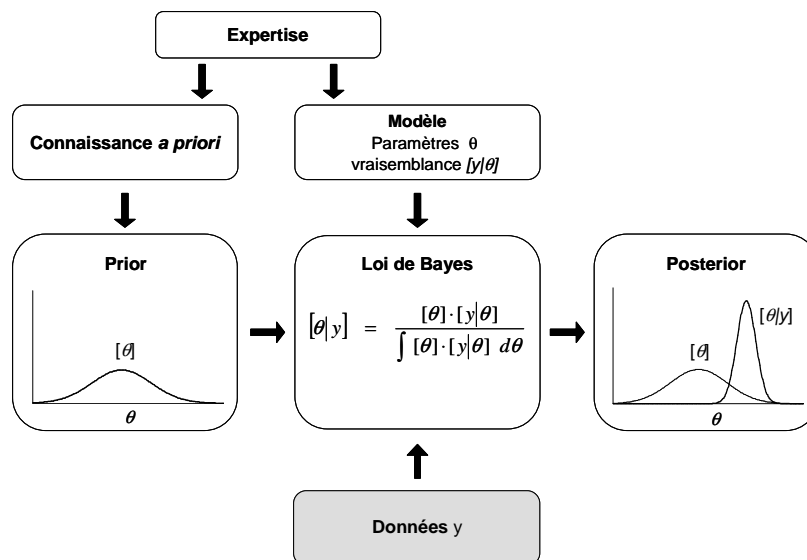 Expertise
Connaissance a priori
Modèle
Paramètres θ
vraisemblance [y|θ]
Prior
[θ]
θ
Loi de Bayes
[θ|y] = [θ]·[y|θ]
∫ [θ]·[y|θ] dθ
Posterior
[θ|y]
[θ]
θ
Données y